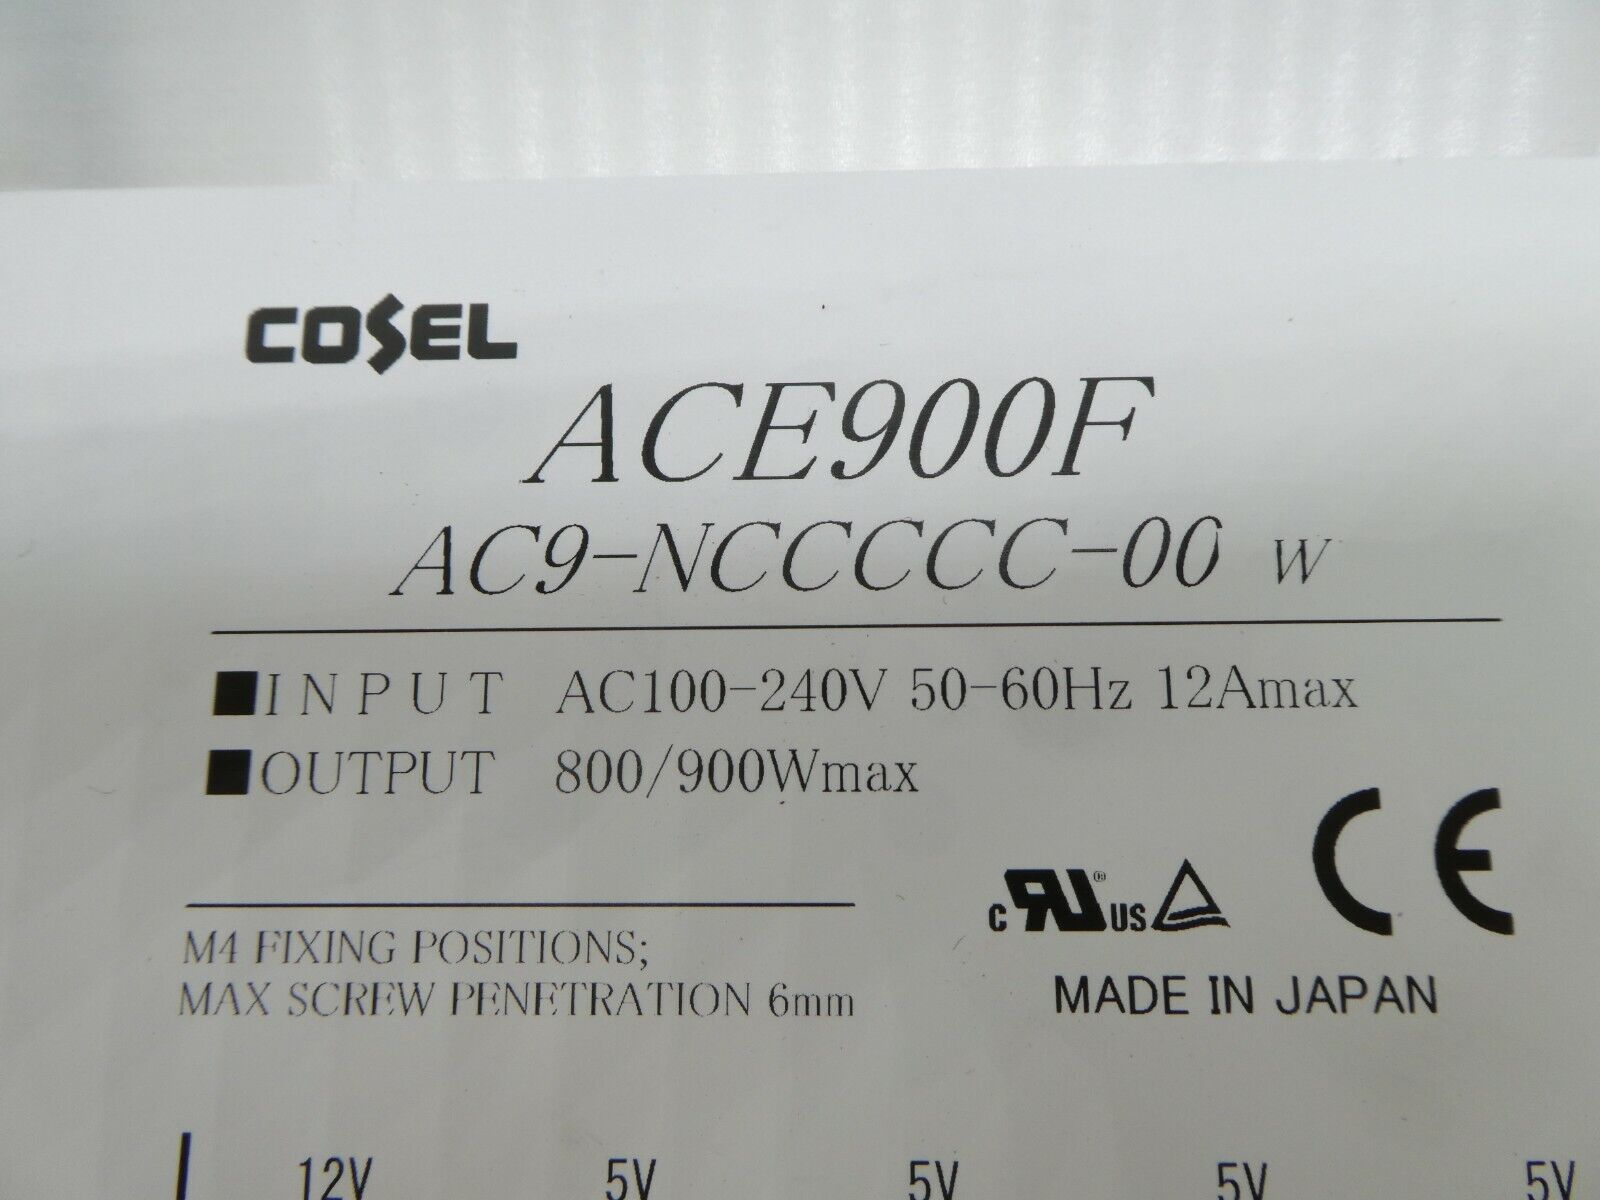 COSEL
ACE900F
AC9-NCCCCC-00 W
■INPUT AC100-240V 50-60Hz 12Amax
■OUTPUT 800/900Wmax
CE
c RU® US
M4 FIXING POSITIONS;
MAX SCREW PENETRATION 6mm
MADE IN JAPAN
12V 5V 5V 5V 5V